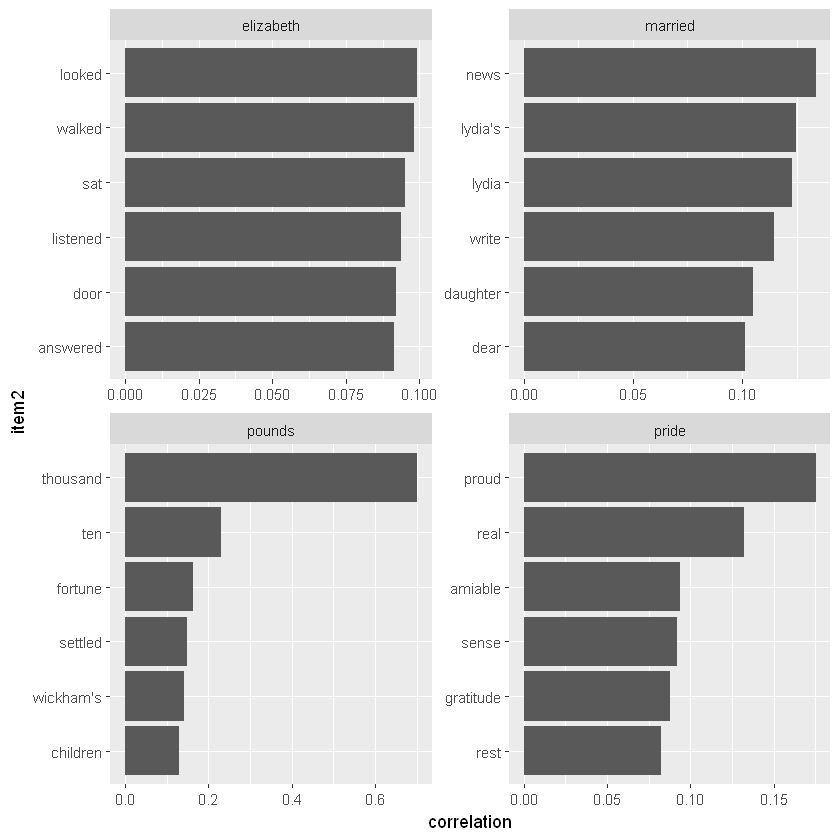 elizabeth
looked
walked
sat
listened
door
answered
0.000 0.025 0.050 0.075 0.100
married
news
lydia's
lydia
write
daughter
dear
0.00 0.05 0.10
pounds
thousand
ten
fortune
settled
wickham's
children
0.0 0.2 0.4 0.6
pride
proud
real
amiable
sense
gratitude
rest
0.00 0.05 0.10 0.15
item2
correlation